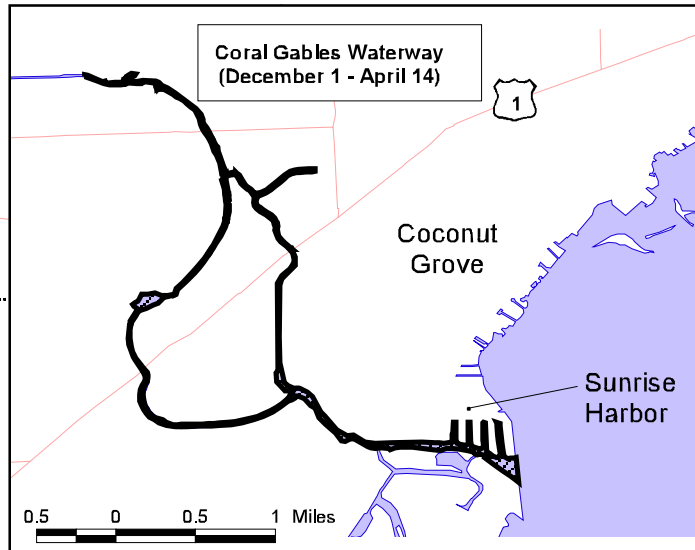 Coral Gables Waterway
(December 1 - April 14)
1
Coconut
Grove
Sunrise
Harbor
0.5 0 0.5 1 Miles